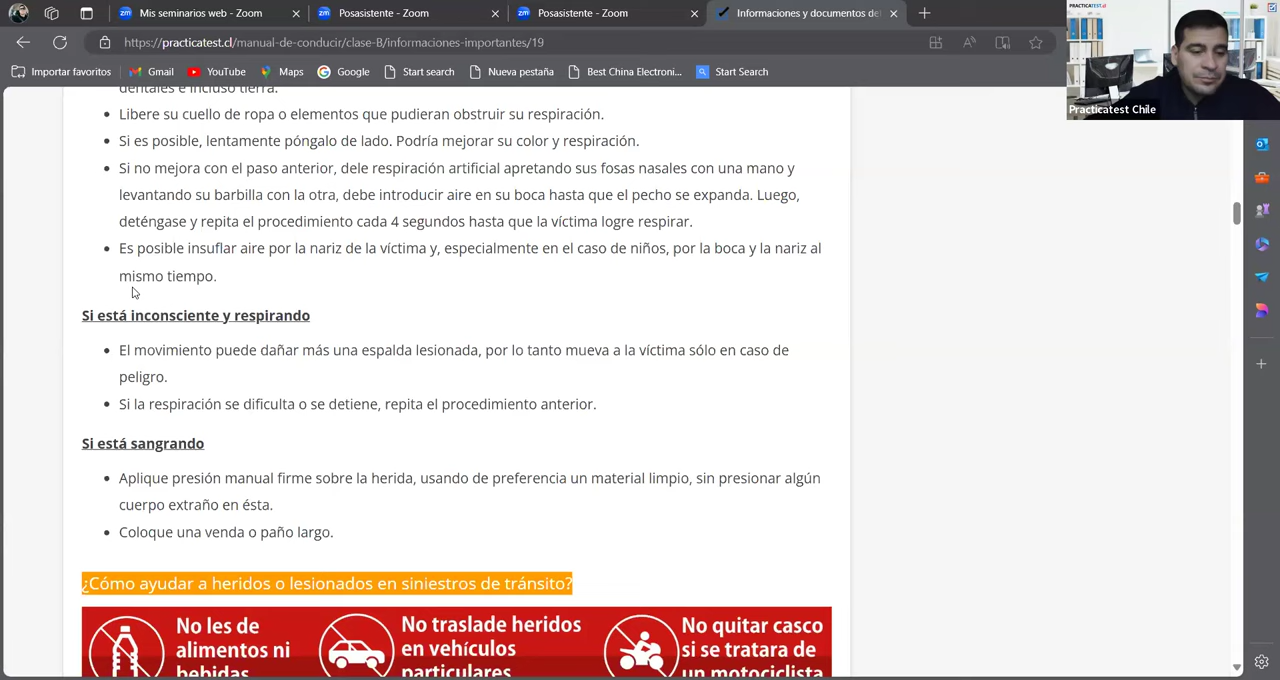 Mis seminarios web - Zoom
Posasistente - Zoom
Posasistente - Zoom
Informaciones y documentos de
https://practicatest.cl/manual-de-conducir/clase-B/informaciones-importantes/19
Importar favoritos
Gmail
YouTube
Maps
Google
Start search
Nueva pestaña
Best China Electroni...
Start Search
PRACTICATEST.cl
Practicatest Chile
dentales e incluso tierra.
Libere su cuello de ropa o elementos que pudieran obstruir su respiración.
Si es posible, lentamente póngalo de lado. Podría mejorar su color y respiración.
Si no mejora con el paso anterior, dele respiración artificial apretando sus fosas nasales con una mano y
levantando su barbilla con la otra, debe introducir aire en su boca hasta que el pecho se expanda. Luego,
deténgase y repita el procedimiento cada 4 segundos hasta que la víctima logre respirar.
Es posible insuflar aire por la nariz de la víctima y, especialmente en el caso de niños, por la boca y la nariz al
mismo tiempo.
Si está inconsciente y respirando
El movimiento puede dañar más una espalda lesionada, por lo tanto mueva a la víctima sólo en caso de
peligro.
Si la respiración se dificulta o se detiene, repita el procedimiento anterior.
Si está sangrando
Aplique presión manual firme sobre la herida, usando de preferencia un material limpio, sin presionar algún
cuerpo extraño en ésta.
Coloque una venda o paño largo.
¿Cómo ayudar a heridos o lesionados en siniestros de tránsito?
No les de
alimentos ni
bebidas
No traslade heridos
en vehículos
particulares
No quitar casco
si se tratara de
un motociclista